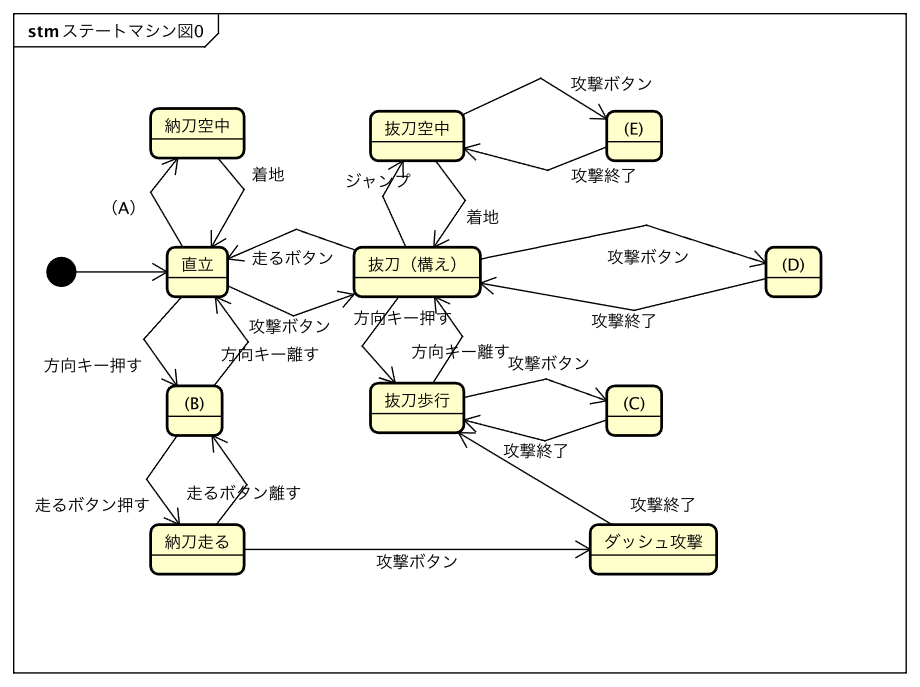 stm ステートマシン図0
攻撃ボタン
納刀空中
抜刀空中
(E)
着地
ジャンプ
攻撃終了
（A）
着地
直立
走るボタン
抜刀（構え）
攻撃ボタン
(D)
攻撃ボタン
方向キー押す
攻撃終了
方向キー押す
方向キー離す
方向キー離す
攻撃ボタン
(B)
抜刀歩行
(C)
攻撃終了
走るボタン押す
走るボタン離す
攻撃終了
納刀走る
ダッシュ攻撃
攻撃ボタン